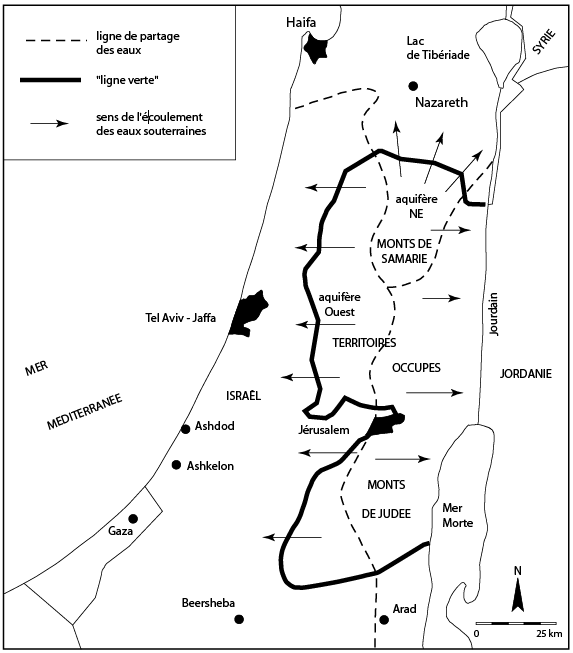 ligne de partage
des eaux
"ligne verte"
sens de l'écoulement
des eaux souterraines
Haifa
Lac
de Tibériade
SYRIE
Nazareth
aquifère
NE
MONTS DE
SAMARIE
aquifère
Ouest
Tel Aviv - Jaffa
TERRITOIRES
OCCUPES
Jourdain
JORDANIE
MER
MEDITERRANEE
ISRAËL
Ashdod
Jérusalem
Ashkelon
MONTS
DE JUDEE
Mer
Morte
Gaza
Beersheba
Arad
N
0 25 km